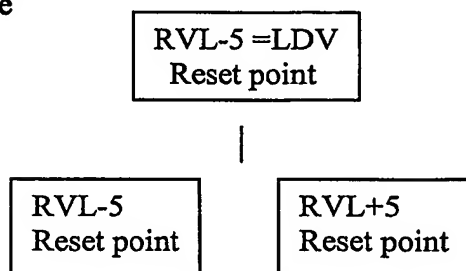 e
RVL-5 =LDV
Reset point
RVL-5
Reset point
RVL+5
Reset point